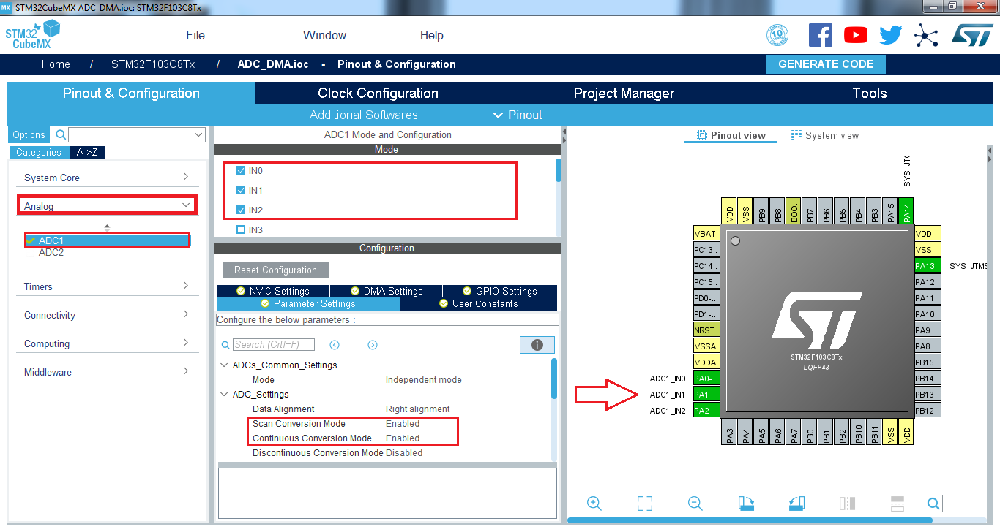 MX STM32CubeMX ADC_DMA.ioc: STM32F103C8Tx
STM32
CubeMX
File Window Help
10
ST
Home / STM32F103C8Tx / ADC_DMA.ioc - Pinout & Configuration
GENERATE CODE
Pinout & Configuration
Clock Configuration
Project Manager
Tools
Additional Softwares
Pinout
Options
Categories
A->Z
System Core
Analog
ADC1
ADC2
Timers
Connectivity
Computing
Middleware
ADC1 Mode and Configuration
Mode
IN0
IN1
IN2
IN3
Configuration
Reset Configuration
NVIC Settings
DMA Settings
GPIO Settings
Parameter Settings
User Constants
Configure the below parameters :
Search (Crtl+F)
ADCs_Common_Settings
Mode Independent mode
ADC_Settings
Data Alignment Right alignment
Scan Conversion Mode Enabled
Continuous Conversion Mode Enabled
Discontinuous Conversion Mode Disabled
Pinout view
System view
SYS_JTC
VDD
VSS
PB9
PB8
BOO..
PB7
PB6
PB5
PB4
PB3
PA15
PA14
VBAT
PC13..
PC14..
PC15..
PD0-..
PD1-..
NRST
VSSA
VDDA
ADC1_IN0 PA0-..
ADC1_IN1 PA1
ADC1_IN2 PA2
ST
STM32F103C8Tx
LQFP48
VDD
VSS
PA13 SYS_JTMS
PA12
PA11
PA10
PA9
PA8
PB15
PB14
PB13
PB12
PA3
PA4
PA5
PA6
PA7
PB0
PB1
PB2
PB10
PB11
VSS
VDD